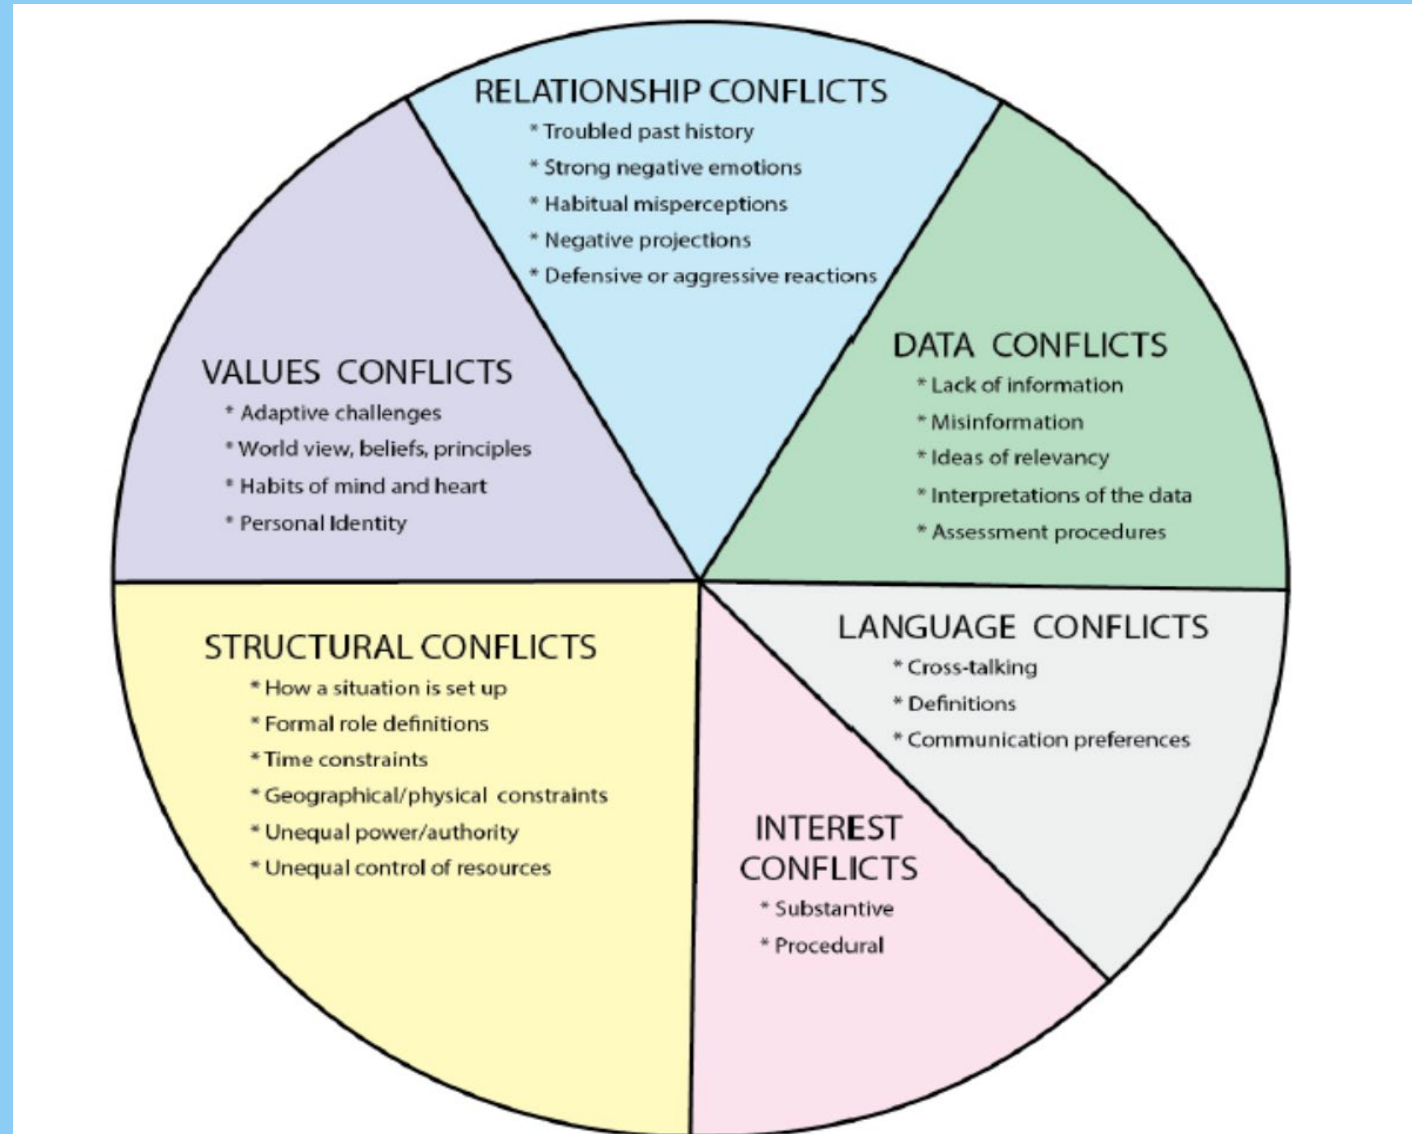 RELATIONSHIP CONFLICTS
* Troubled past history
* Strong negative emotions
* Habitual misperceptions
* Negative projections
* Defensive or aggressive reactions
DATA CONFLICTS
* Lack of information
* Misinformation
* Ideas of relevancy
* Interpretations of the data
* Assessment procedures
LANGUAGE CONFLICTS
* Cross-talking
* Definitions
* Communication preferences
INTEREST
CONFLICTS
* Substantive
* Procedural
STRUCTURAL CONFLICTS
* How a situation is set up
* Formal role definitions
* Time constraints
* Geographical/physical constraints
* Unequal power/authority
* Unequal control of resources
VALUES CONFLICTS
* Adaptive challenges
* World view, beliefs, principles
* Habits of mind and heart
* Personal Identity